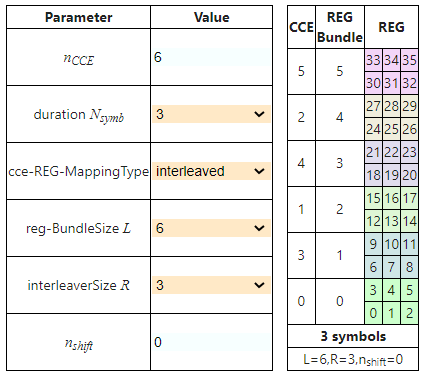 Parameter Value
nCCE 6
duration Nsymb 3
cce-REG-MappingType interleaved
reg-BundleSize L 6
interleaverSize R 3
nshift 0
CCE REG Bundle REG
5 5 33 34 35
30 31 32
2 4 27 28 29
24 25 26
4 3 21 22 23
18 19 20
1 2 15 16 17
12 13 14
3 1 9 10 11
6 7 8
0 0 3 4 5
0 1 2
3 symbols
L=6,R=3,nshift=0